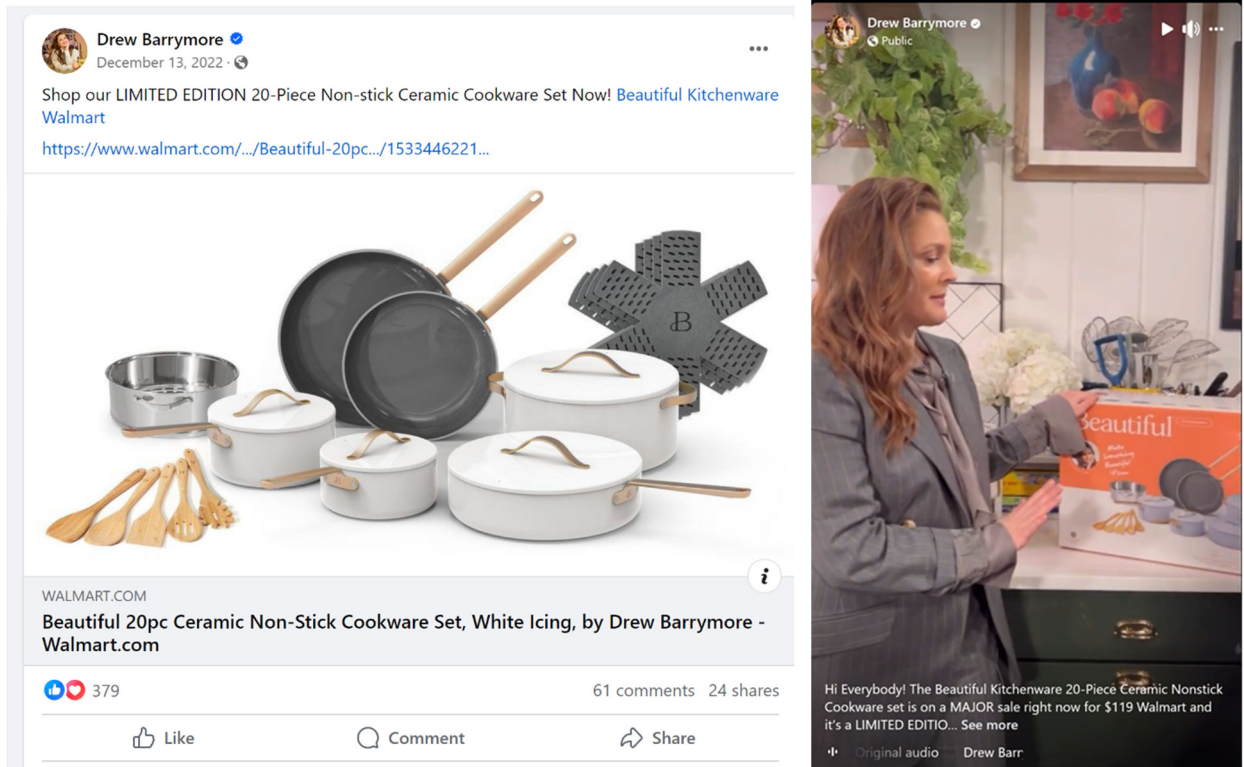 Drew Barrymore
December 13, 2022 ·
Shop our LIMITED EDITION 20-Piece Non-stick Ceramic Cookware Set Now! Beautiful Kitchenware
Walmart
https://www.walmart.com/.../Beautiful-20pc.../1533446221...
B
WALMART.COM
Beautiful 20pc Ceramic Non-Stick Cookware Set, White Icing, by Drew Barrymore -
Walmart.com
379
61 comments 24 shares
Like Comment Share
Drew Barrymore
Public
Beautiful
Make
Something
Beautiful
Hi Everybody! The Beautiful Kitchenware 20-Piece Ceramic Nonstick
Cookware set is on a MAJOR sale right now for $119 Walmart and
it's a LIMITED EDITIO... See more
Original audio Drew Barr